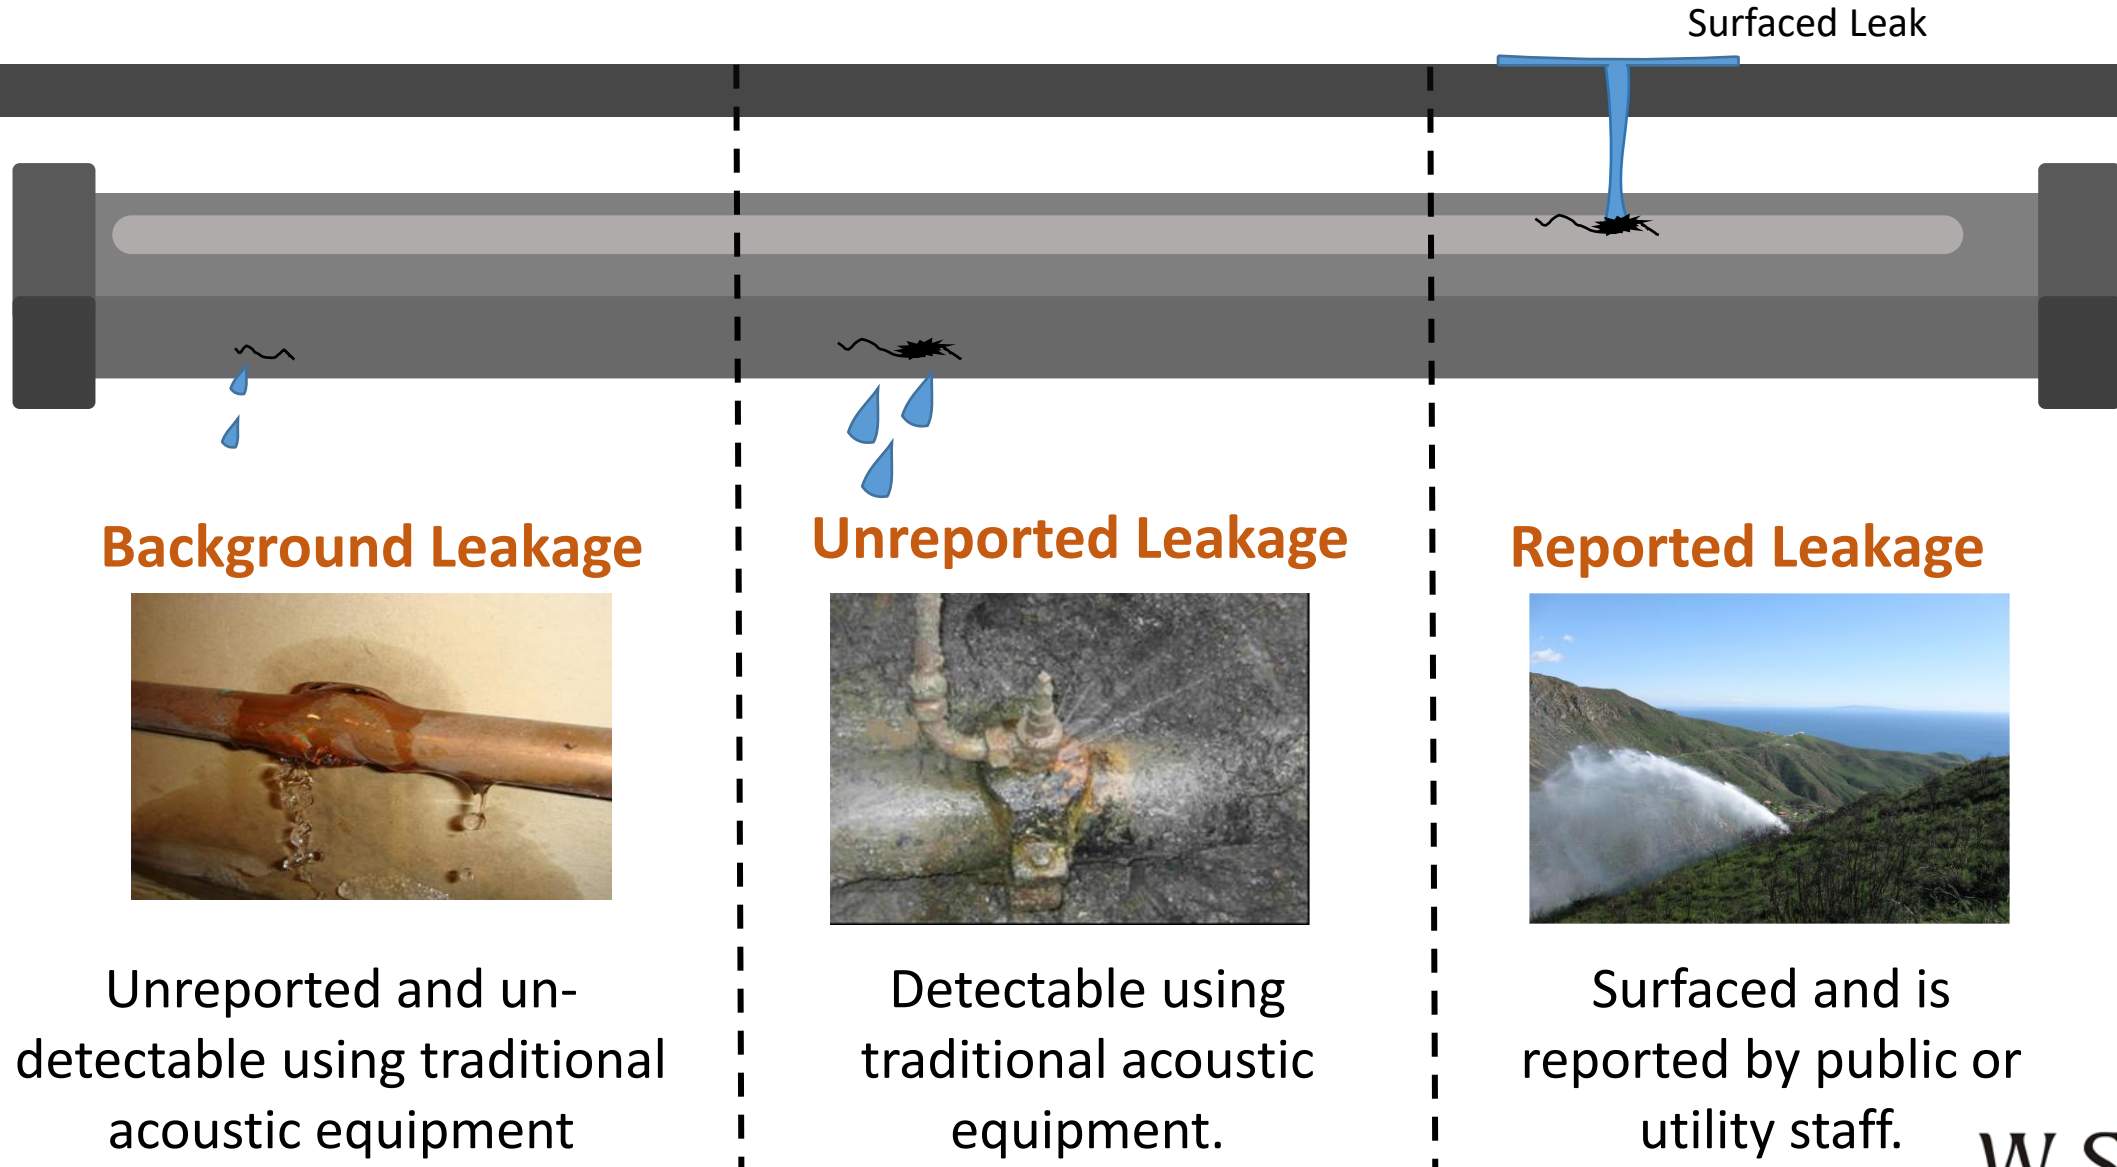 Surfaced Leak
Background Leakage
Unreported and un-
detectable using traditional
acoustic equipment
Unreported Leakage
Detectable using
traditional acoustic
equipment.
Reported Leakage
Surfaced and is
reported by public or
utility staff.
W S